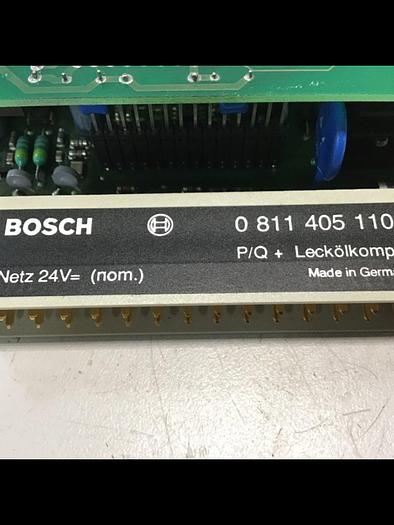 BOSCH 0 811 405 110
P/Q + Leckölkomp
Netz 24V= (nom.) Made in Germa